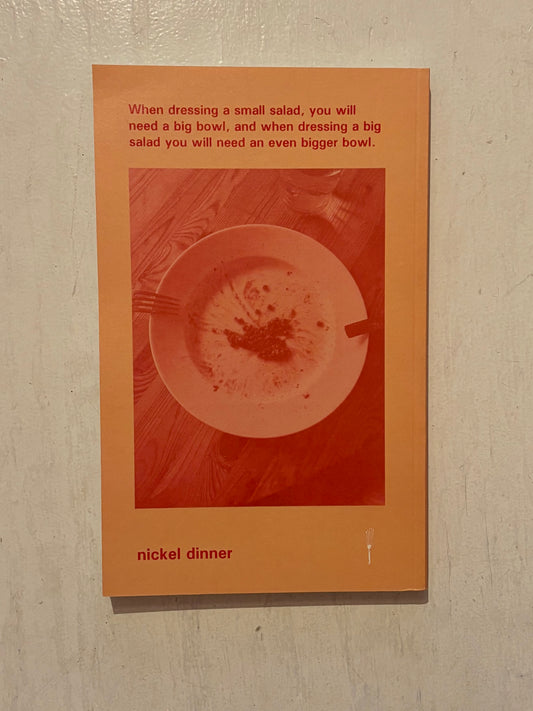 When dressing a small salad, you will
need a big bowl, and when dressing a big
salad you will need an even bigger bowl.
nickel dinner